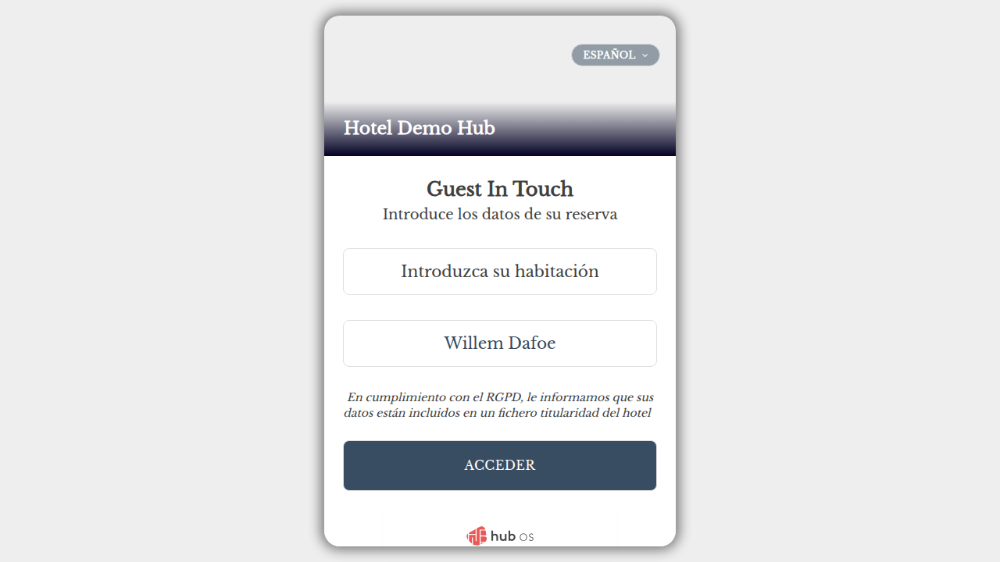 ESPAÑOL
Hotel Demo Hub
Guest In Touch
Introduce los datos de su reserva
Introduzca su habitación
Willem Dafoe
En cumplimiento con el RGPD, le informamos que sus
datos están incluidos en un fichero titularidad del hotel
ACCEDER
hub os